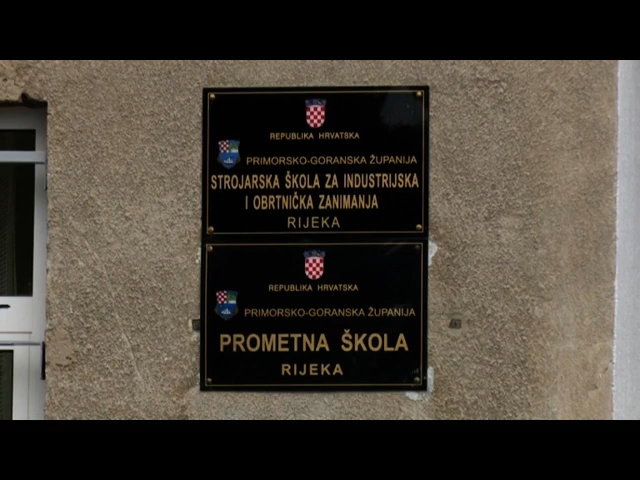 REPUBLIKA HRVATSKA
PRIMORSKO-GORANSKA ŽUPANIJA
STROJARSKA ŠKOLA ZA INDUSTRIJSKA
I OBRTNIČKA ZANIMANJA
RIJEKA
REPUBLIKA HRVATSKA
PRIMORSKO-GORANSKA ŽUPANIJA
PROMETNA ŠKOLA
RIJEKA